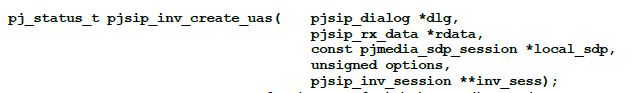 pj_status_t pjsip_inv_create_uas( pjsip_dialog *dlg,
pjsip_rx_data *rdata,
const pjmedia_sdp_session *local_sdp,
unsigned options,
pjsip_inv_session **inv_sess);